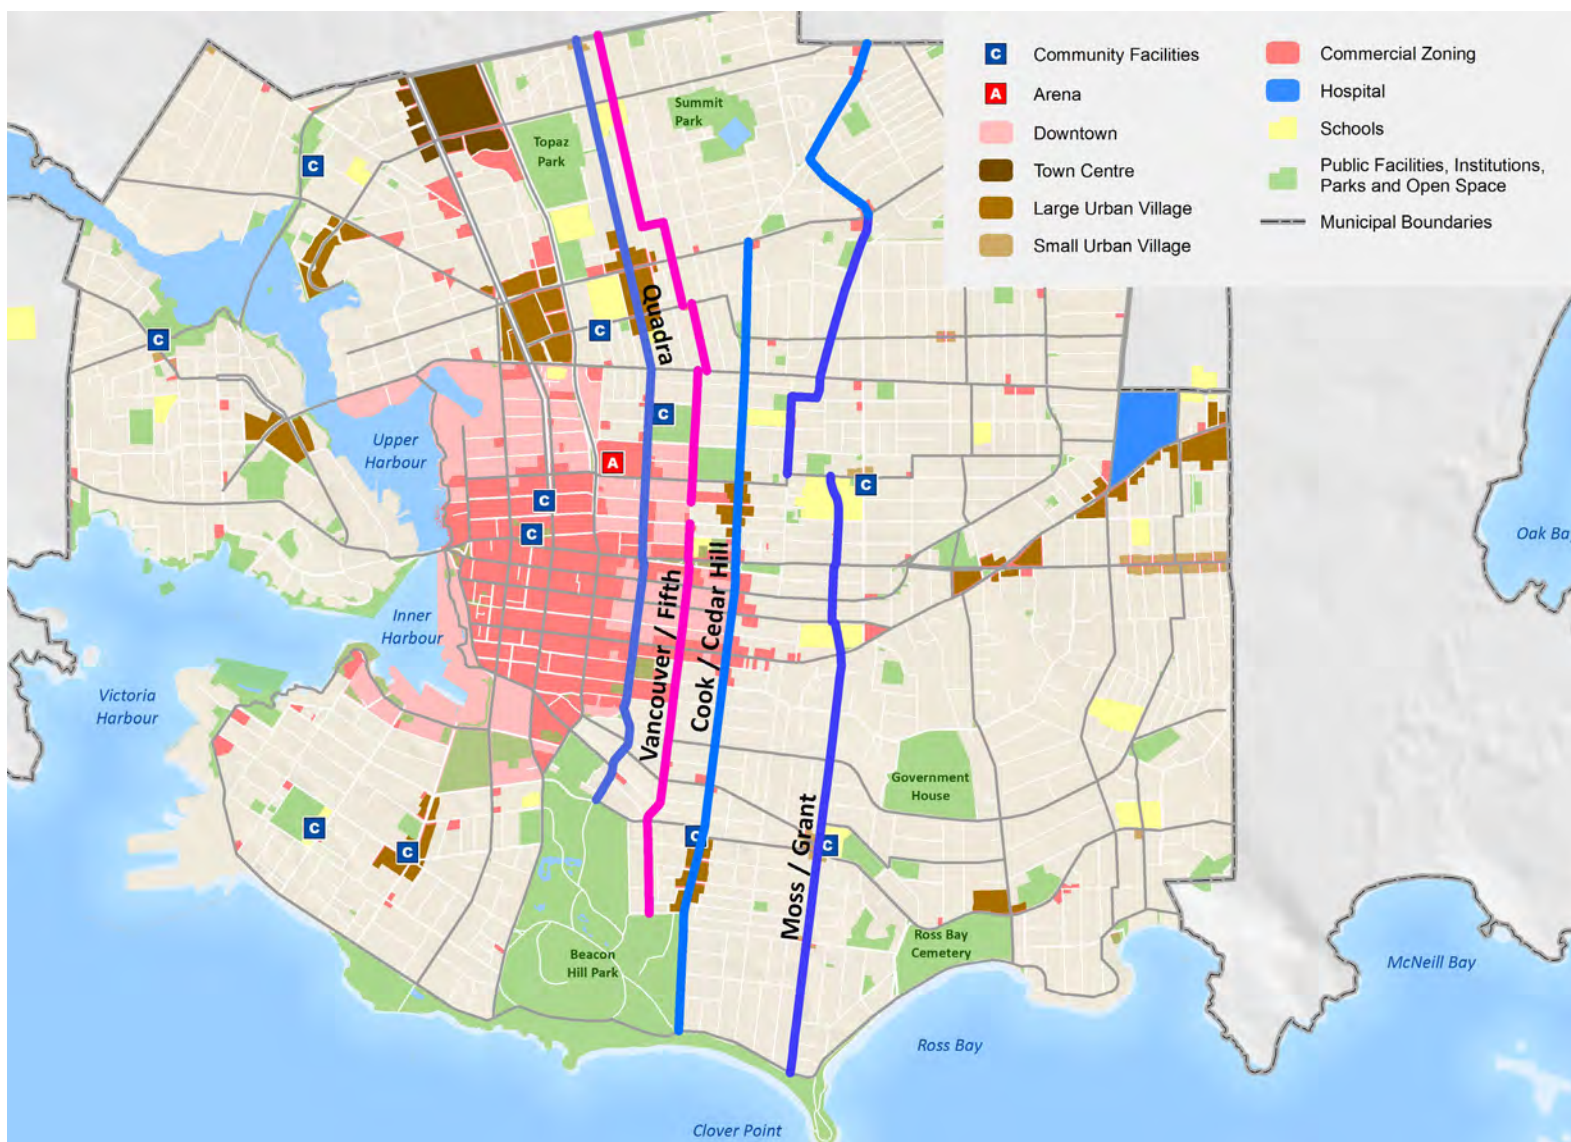 C Community Facilities
A Arena
Downtown
Town Centre
Large Urban Village
Small Urban Village
Commercial Zoning
Hospital
Schools
Public Facilities, Institutions,
Parks and Open Space
Municipal Boundaries
Summit
Park
Topaz
Park
C
C
Quadra
C
C
Upper
Harbour
A
C
C
C
Oak Bay
Inner
Harbour
Vancouver / Fifth
Cook / Cedar Hill
Victoria
Harbour
Government
House
Moss / Grant
C
C
C
C
Beacon
Hill Park
Ross Bay
Cemetery
McNeill Bay
Ross Bay
Clover Point